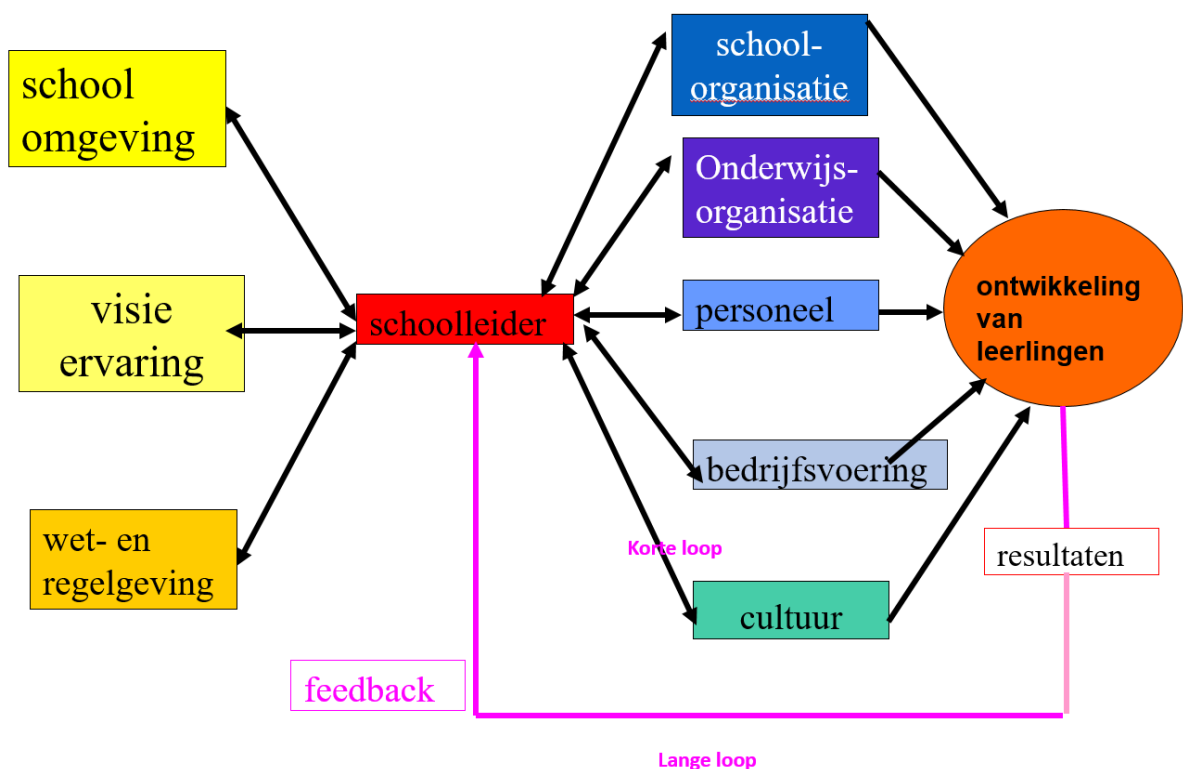 school
omgeving
visie
ervaring
wet- en
regelgeving
schoolleider
school-
organisatie
Onderwijs-
organisatie
personeel
bedrijfsvoering
cultuur
ontwikkeling
van
leerlingen
resultaten
Korte loop
feedback
Lange loop